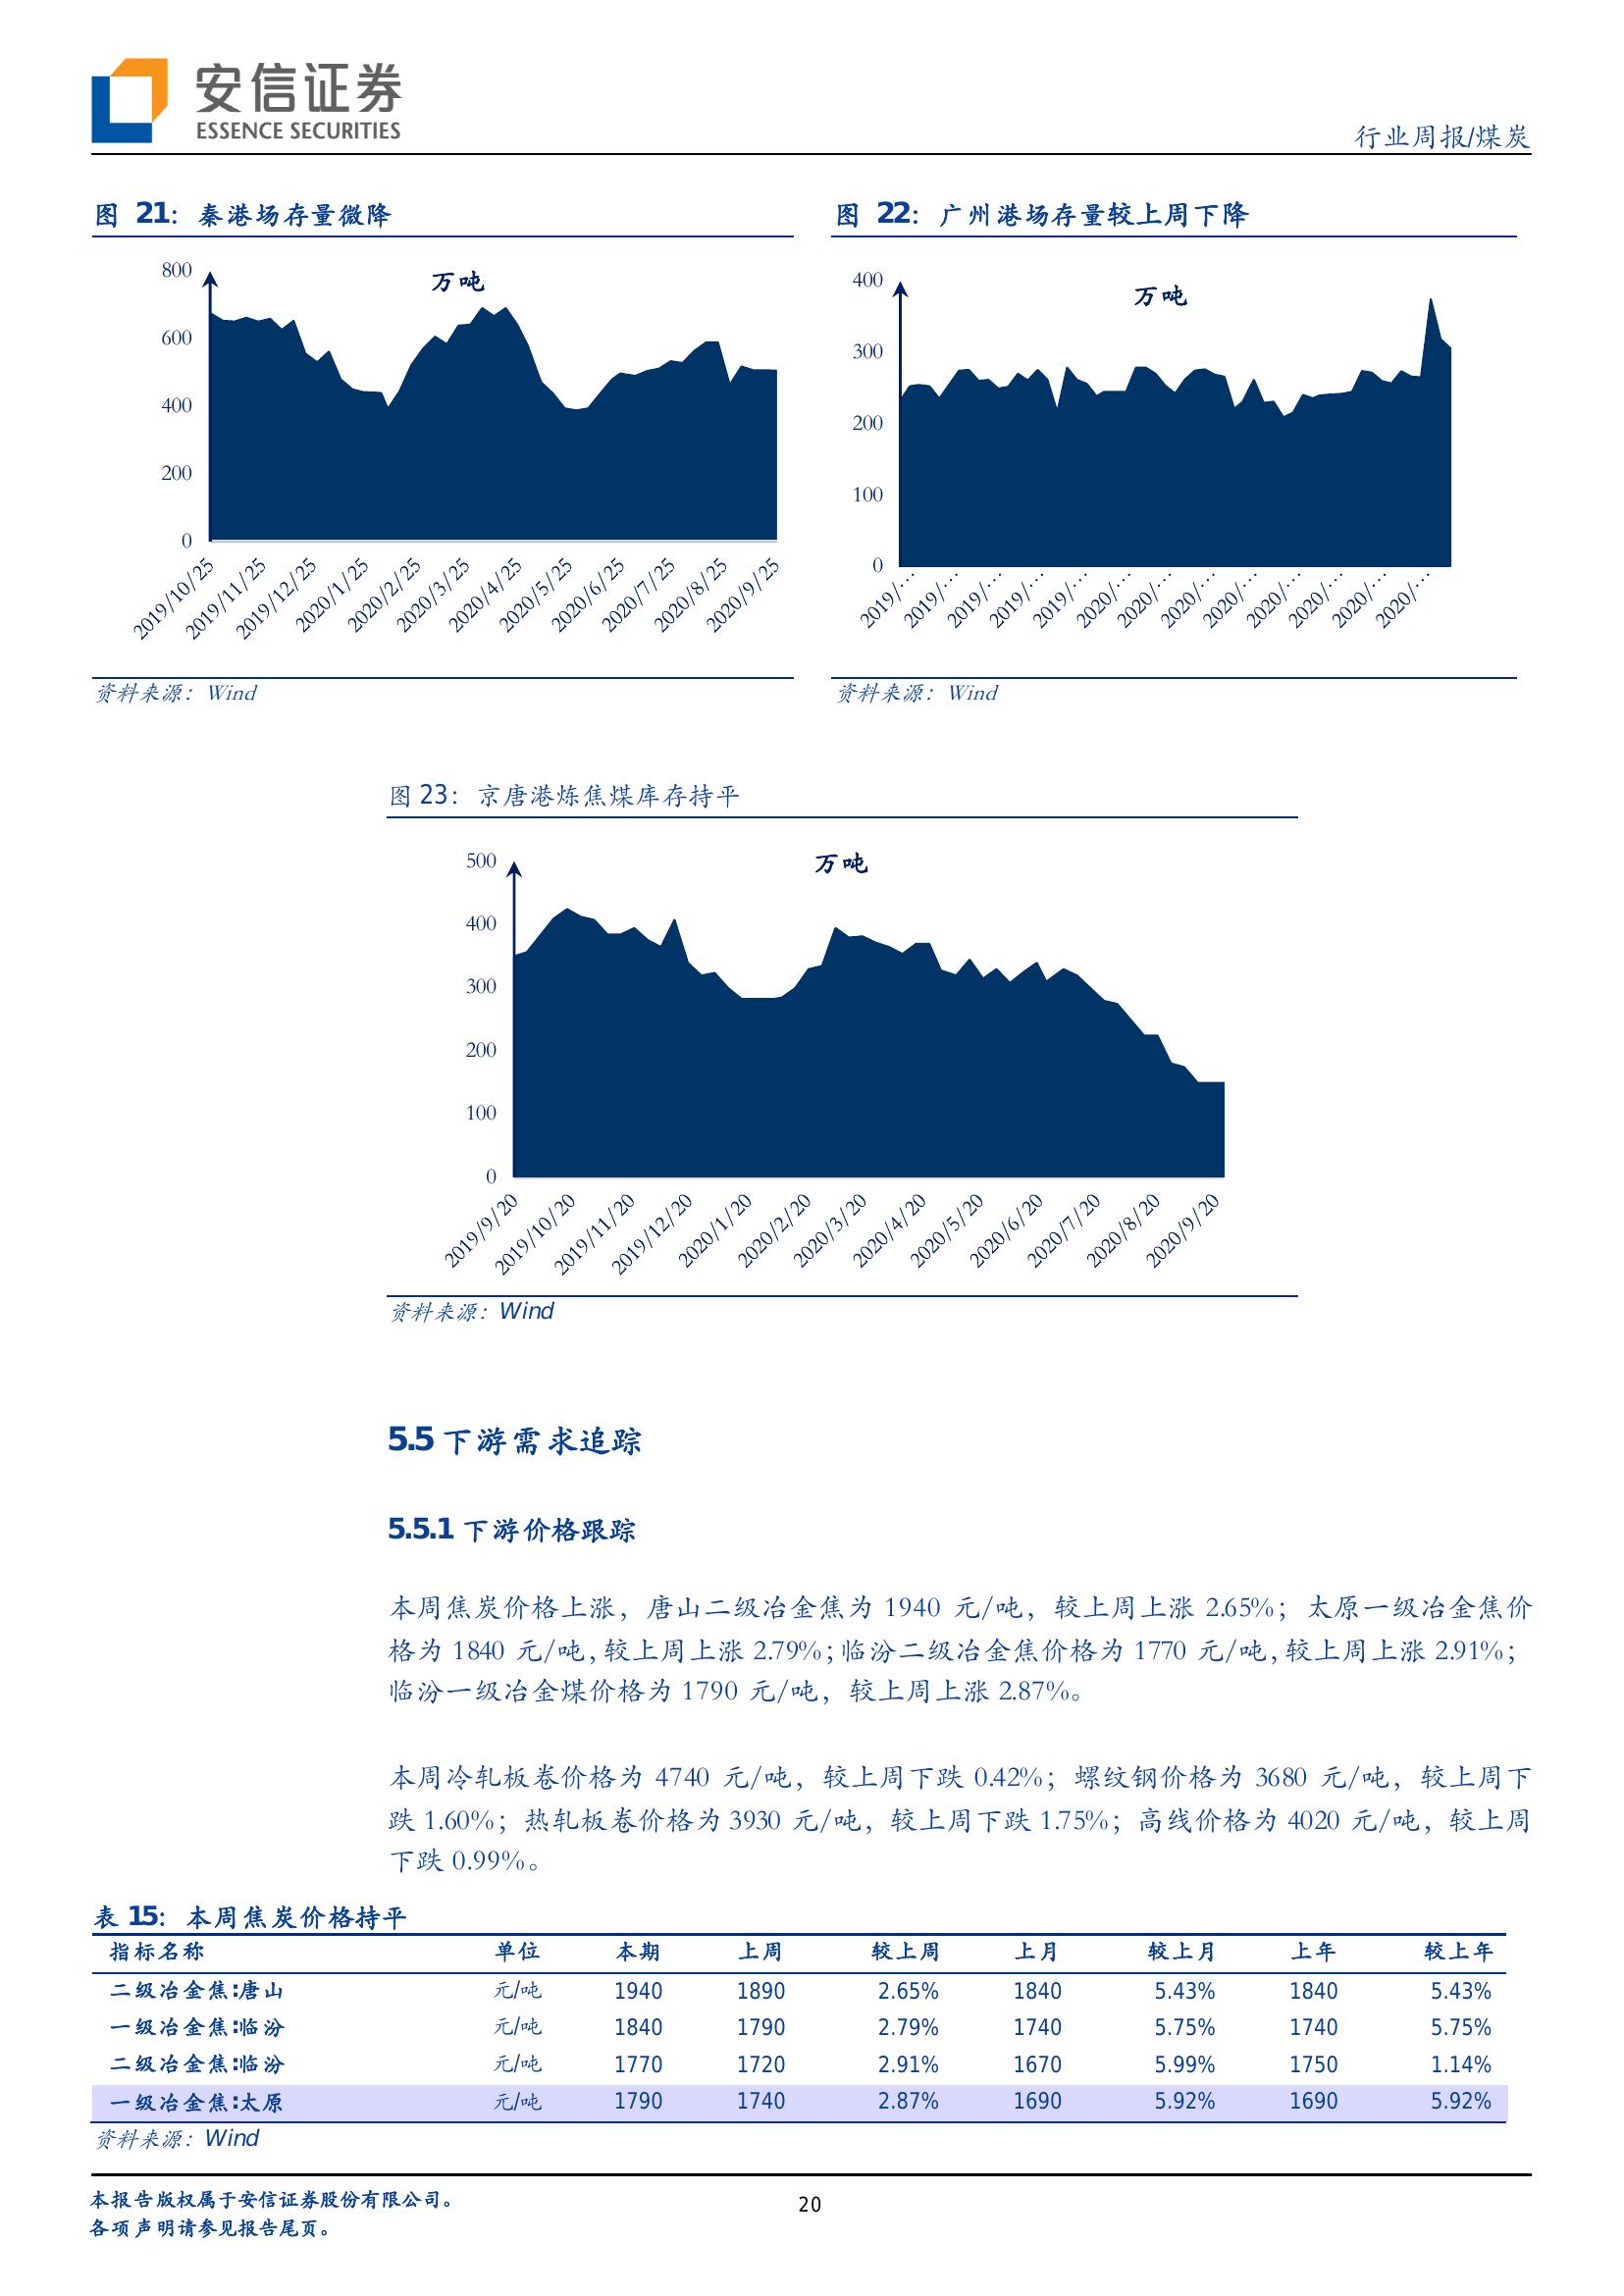 安信证券
ESSENCE SECURITIES
行业周报/煤炭
图 21：秦港场存量微降
万吨
800
600
400
200
0
2019/10/25
2019/11/25
2019/12/25
2020/1/25
2020/2/25
2020/3/25
2020/4/25
2020/5/25
2020/6/25
2020/7/25
2020/8/25
2020/9/25
资料来源：Wind
图 22：广州港场存量较上周下降
万吨
400
300
200
100
0
2019/…
2019/…
2019/…
2019/…
2019/…
2020/…
2020/…
2020/…
2020/…
2020/…
2020/…
2020/…
2020/…
资料来源：Wind
图 23：京唐港炼焦煤库存持平
万吨
500
400
300
200
100
0
2019/9/20
2019/10/20
2019/11/20
2019/12/20
2020/1/20
2020/2/20
2020/3/20
2020/4/20
2020/5/20
2020/6/20
2020/7/20
2020/8/20
2020/9/20
资料来源：Wind
5.5 下游需求追踪
5.5.1 下游价格跟踪
本周焦炭价格上涨，唐山二级冶金焦为 1940 元/吨，较上周上涨 2.65%；太原一级冶金焦价
格为 1840 元/吨，较上周上涨 2.79%；临汾二级冶金焦价格为 1770 元/吨，较上周上涨 2.91%；
临汾一级冶金煤价格为 1790 元/吨，较上周上涨 2.87%。
本周冷轧板卷价格为 4740 元/吨，较上周下跌 0.42%；螺纹钢价格为 3680 元/吨，较上周下
跌 1.60%；热轧板卷价格为 3930 元/吨，较上周下跌 1.75%；高线价格为 4020 元/吨，较上周
下跌 0.99%。
表 15：本周焦炭价格持平
指标名称 单位 本期 上周 较上周 上月 较上月 上年 较上年
二级冶金焦:唐山 元/吨 1940 1890 2.65% 1840 5.43% 1840 5.43%
一级冶金焦:临汾 元/吨 1840 1790 2.79% 1740 5.75% 1740 5.75%
二级冶金焦:临汾 元/吨 1770 1720 2.91% 1670 5.99% 1750 1.14%
一级冶金焦:太原 元/吨 1790 1740 2.87% 1690 5.92% 1690 5.92%
资料来源：Wind
本报告版权属于安信证券股份有限公司。
各项声明请参见报告尾页。
20